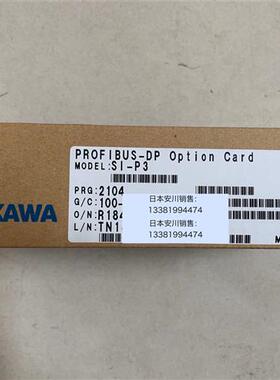 PROFIBUS-DP Option Card
MODEL:SI-P3
PRG:2104
G/C:100-
O/N:R184
L/N:TN1
KAWA
日本安川销售：
13381994474
日本安川销售：
13381994474